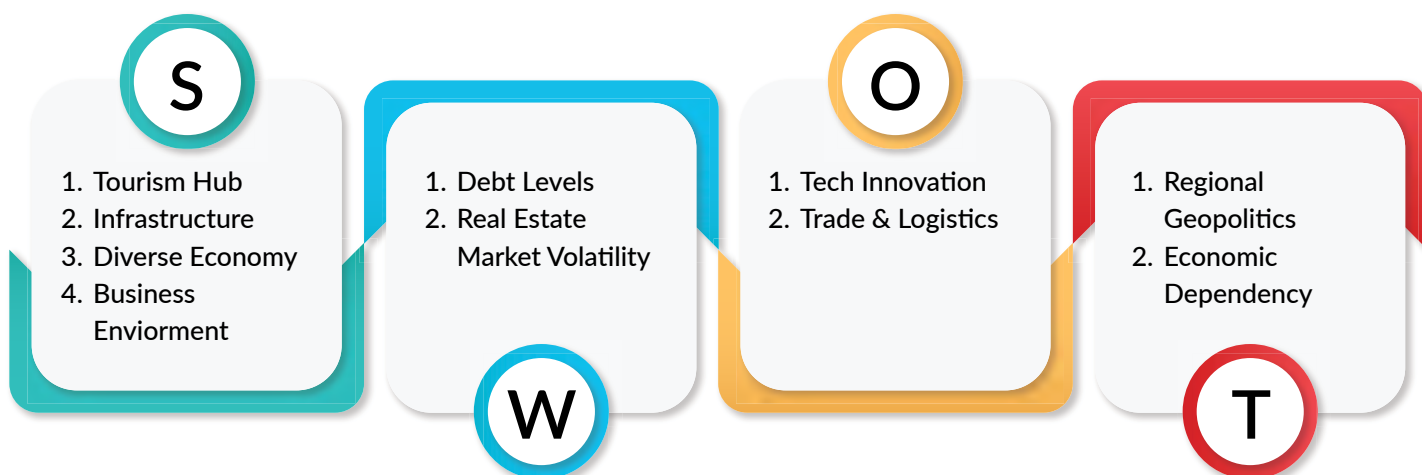 S
1. Tourism Hub
2. Infrastructure
3. Diverse Economy
4. Business
Enviorment
1. Debt Levels
2. Real Estate
Market Volatility
W
O
1. Tech Innovation
2. Trade & Logistics
1. Regional
Geopolitics
2. Economic
Dependency
T